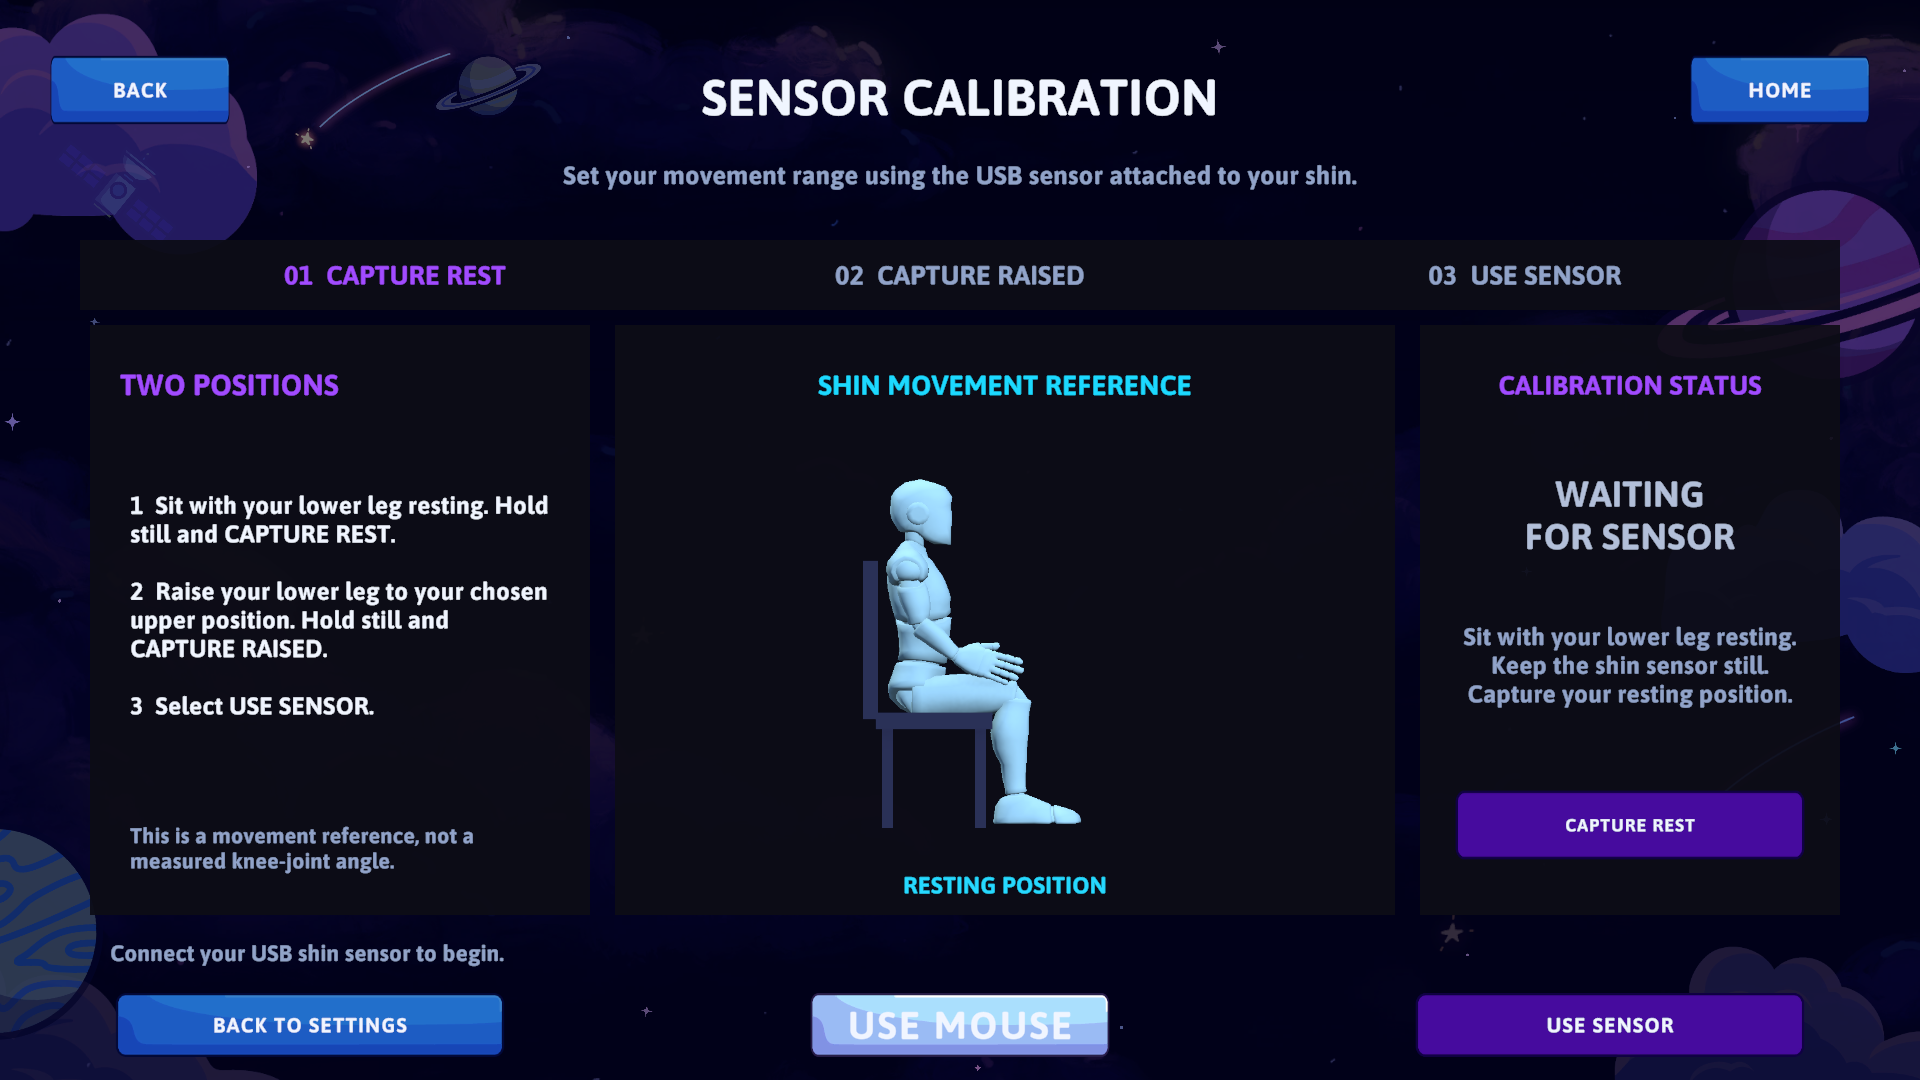 BACK
SENSOR CALIBRATION
HOME
Set your movement range using the USB sensor attached to your shin.
01 CAPTURE REST
02 CAPTURE RAISED
03 USE SENSOR
TWO POSITIONS
1 Sit with your lower leg resting. Hold
still and CAPTURE REST.
2 Raise your lower leg to your chosen
upper position. Hold still and
CAPTURE RAISED.
3 Select USE SENSOR.
This is a movement reference, not a
measured knee-joint angle.
SHIN MOVEMENT REFERENCE
RESTING POSITION
CALIBRATION STATUS
WAITING
FOR SENSOR
Sit with your lower leg resting.
Keep the shin sensor still.
Capture your resting position.
CAPTURE REST
Connect your USB shin sensor to begin.
BACK TO SETTINGS
USE MOUSE
USE SENSOR